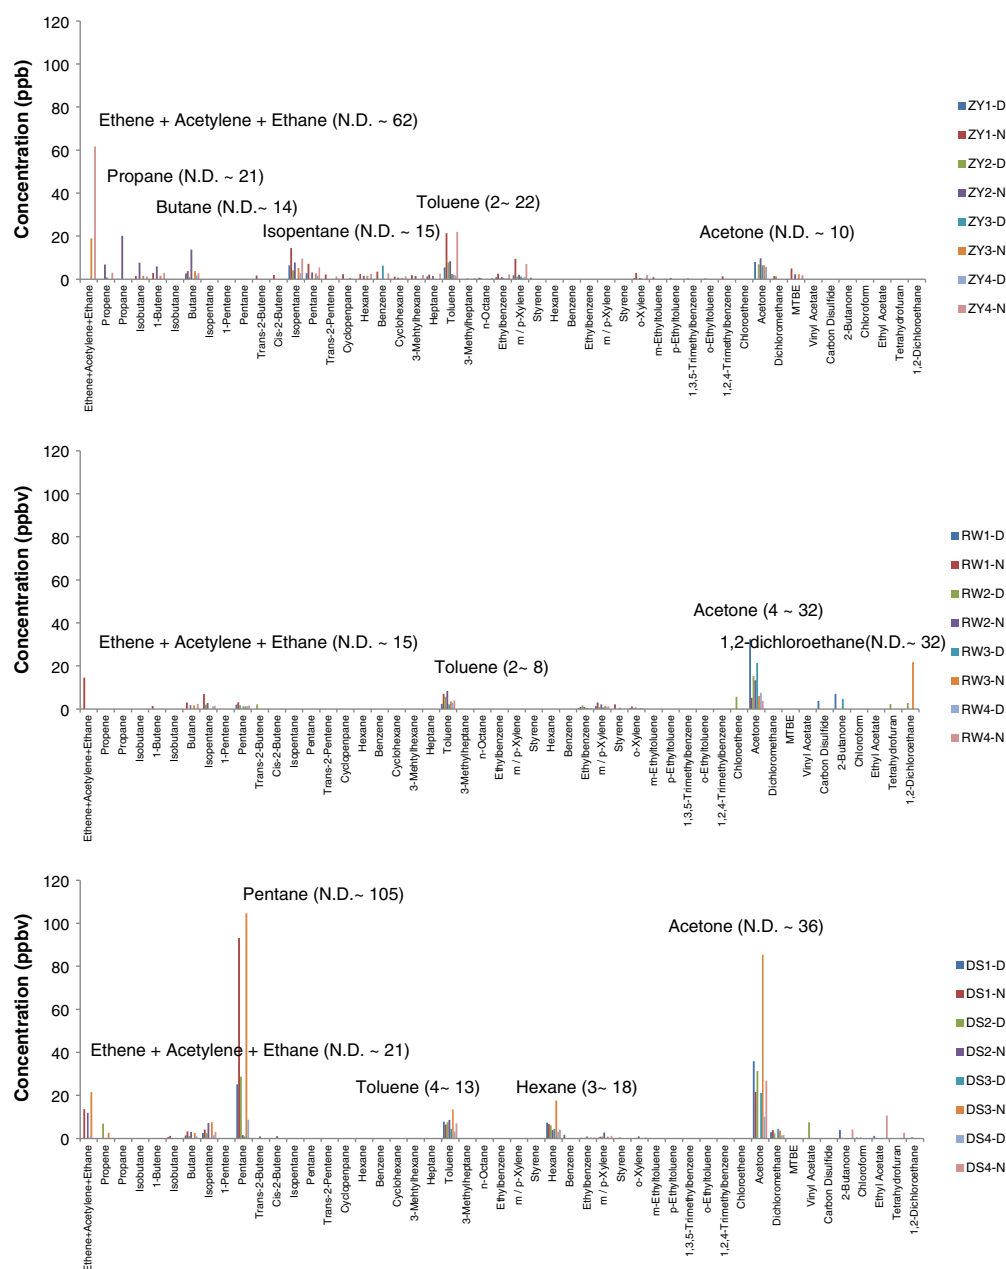 Concentration (ppb)
120
100
80
60
40
20
0
Ethene + Acetylene + Ethane (N.D. ~ 62)
Propane (N.D. ~ 21)
Butane (N.D.~ 14)
Isopentane (N.D. ~ 15)
Toluene (2~ 22)
Acetone (N.D. ~ 10)
Ethene+Acetylene+Ethane
Propene
Propane
Isobutane
1-Butene
Isobutane
Butane
Isopentane
1-Pentene
Pentane
Trans-2-Butene
Cis-2-Butene
Isopentane
Pentane
Trans-2-Pentene
Cyclopenpane
Hexane
Benzene
Cyclohexane
3-Mehtylhexane
Heptane
Toluene
3-Methylheptane
n-Octane
Ethylbenzene
m / p-Xylene
Styrene
Hexane
Benzene
Ethylbenzene
m / p-Xylene
Styrene
o-Xylene
m-Ethyltoluene
p-Ethyltoluene
1,3,5-Trimethylbenzene
o-Ethyltoluene
1,2,4-Trimethylbenzene
Chloroethene
Acetone
Dichloromethane
MTBE
Vinyl Acetate
Carbon Disulfide
2-Butanone
Chloroform
Ethyl Acetate
Tetrahydrofuran
1,2-Dichloroethane
ZY1-D
ZY1-N
ZY2-D
ZY2-N
ZY3-D
ZY3-N
ZY4-D
ZY4-N
Concentration (ppbv)
120
100
80
60
40
20
0
Ethene + Acetylene + Ethane (N.D. ~ 15)
Toluene (2~ 8)
Acetone (4 ~ 32)
1,2-dichloroethane(N.D.~ 32)
Ethene+Acetylene+Ethane
Propene
Propane
Isobutane
1-Butene
Isobutane
Butane
Isopentane
1-Pentene
Pentane
Trans-2-Butene
Cis-2-Butene
Isopentane
Pentane
Trans-2-Pentene
Cyclopenpane
Hexane
Benzene
Cyclohexane
3-Mehtylhexane
Heptane
Toluene
3-Methylheptane
n-Octane
Ethylbenzene
m / p-Xylene
Styrene
Hexane
Benzene
Ethylbenzene
m / p-Xylene
Styrene
o-Xylene
m-Ethyltoluene
p-Ethyltoluene
1,3,5-Trimethylbenzene
o-Ethyltoluene
1,2,4-Trimethylbenzene
Chloroethene
Acetone
Dichloromethane
MTBE
Vinyl Acetate
Carbon Disulfide
2-Butanone
Chloroform
Ethyl Acetate
Tetrahydrofuran
1,2-Dichloroethane
RW1-D
RW1-N
RW2-D
RW2-N
RW3-D
RW3-N
RW4-D
RW4-N
Concentration (ppbv)
120
100
80
60
40
20
0
Pentane (N.D.~ 105)
Acetone (N.D. ~ 36)
Ethene + Acetylene + Ethane (N.D. ~ 21)
Toluene (4~ 13)
Hexane (3~ 18)
Ethene+Acetylene+Ethane
Propene
Propane
Isobutane
1-Butene
Isobutane
Butane
Isopentane
1-Pentene
Pentane
Trans-2-Butene
Cis-2-Butene
Isopentane
Pentane
Trans-2-Pentene
Cyclopenpane
Hexane
Benzene
Cyclohexane
3-Mehtylhexane
Heptane
Toluene
3-Methylheptane
n-Octane
Ethylbenzene
m / p-Xylene
Styrene
Hexane
Benzene
Ethylbenzene
m / p-Xylene
Styrene
o-Xylene
m-Ethyltoluene
p-Ethyltoluene
1,3,5-Trimethylbenzene
o-Ethyltoluene
1,2,4-Trimethylbenzene
Chloroethene
Acetone
Dichloromethane
MTBE
Vinyl Acetate
Carbon Disulfide
2-Butanone
Chloroform
Ethyl Acetate
Tetrahydrofuran
1,2-Dichloroethane
DS1-D
DS1-N
DS2-D
DS2-N
DS3-D
DS3-N
DS4-D
DS4-N